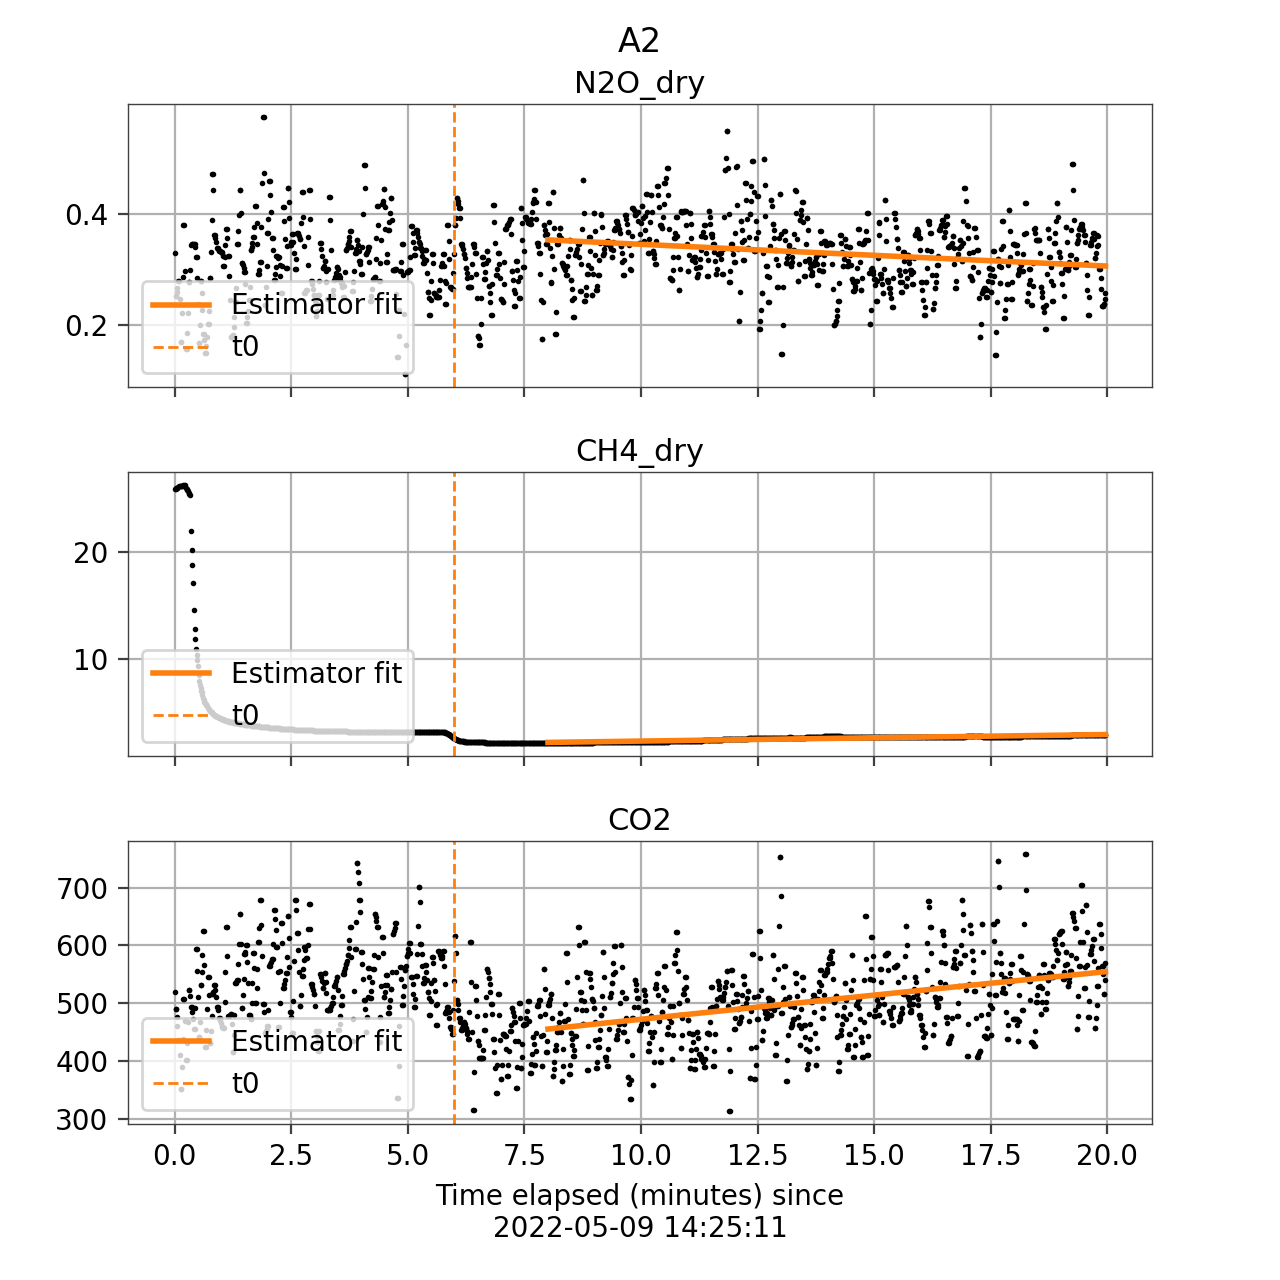 A2
N2O_dry
0.4
0.2
Estimator fit
t0
CH4_dry
20
10
Estimator fit
t0
CO2
700
600
500
400
300
Estimator fit
t0
0.0 2.5 5.0 7.5 10.0 12.5 15.0 17.5 20.0
Time elapsed (minutes) since
2022-05-09 14:25:11